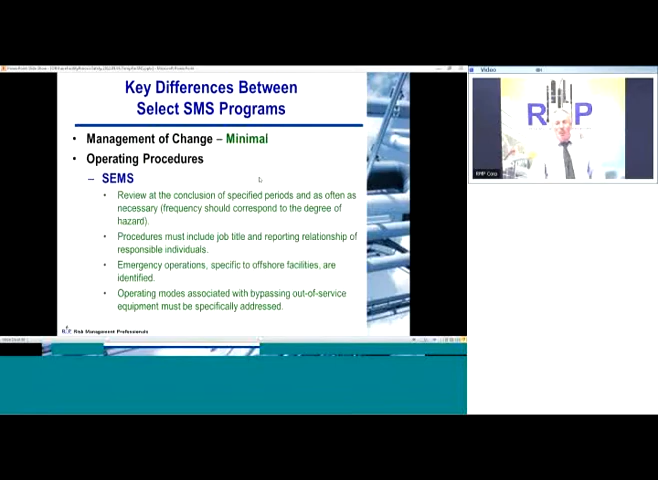 Key Differences Between
Select SMS Programs
• Management of Change – Minimal
• Operating Procedures
– SEMS
• Review at the conclusion of specified periods and as often as
necessary (frequency should correspond to the degree of
hazard).
• Procedures must include job title and reporting relationship of
responsible individuals.
• Emergency operations, specific to offshore facilities, are
identified.
• Operating modes associated with bypassing out-of-service
equipment must be specifically addressed.
Risk Management Professionals
Video
RMP
RMP Corp